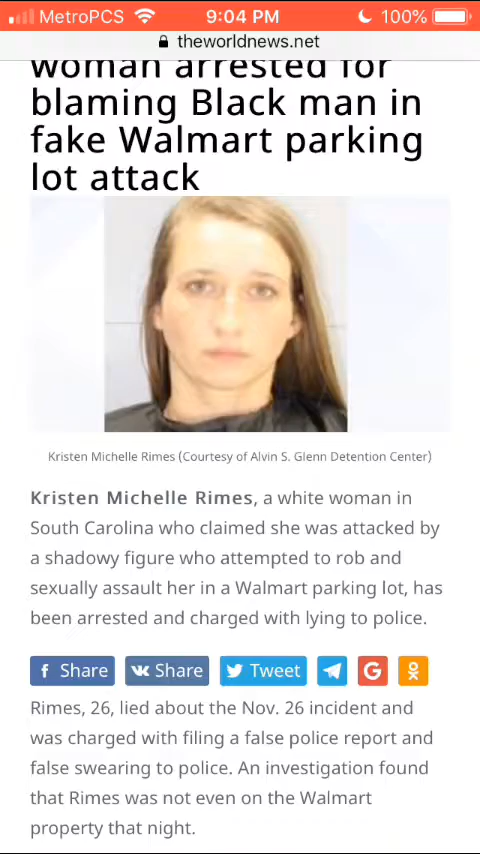 MetroPCS 9:04 PM 100%
theworldnews.net
woman arrested for
blaming Black man in
fake Walmart parking
lot attack
Kristen Michelle Rimes (Courtesy of Alvin S. Glenn Detention Center)
Kristen Michelle Rimes, a white woman in
South Carolina who claimed she was attacked by
a shadowy figure who attempted to rob and
sexually assault her in a Walmart parking lot, has
been arrested and charged with lying to police.
Share Share Tweet
Rimes, 26, lied about the Nov. 26 incident and
was charged with filing a false police report and
false swearing to police. An investigation found
that Rimes was not even on the Walmart
property that night.